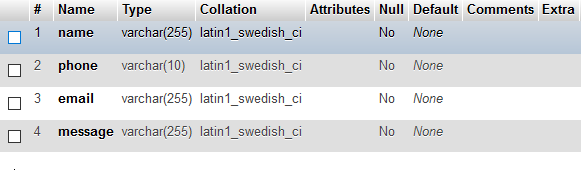 # Name Type Collation Attributes Null Default Comments Extra
1 name varchar(255) latin1_swedish_ci No None
2 phone varchar(10) latin1_swedish_ci No None
3 email varchar(255) latin1_swedish_ci No None
4 message varchar(255) latin1_swedish_ci No None